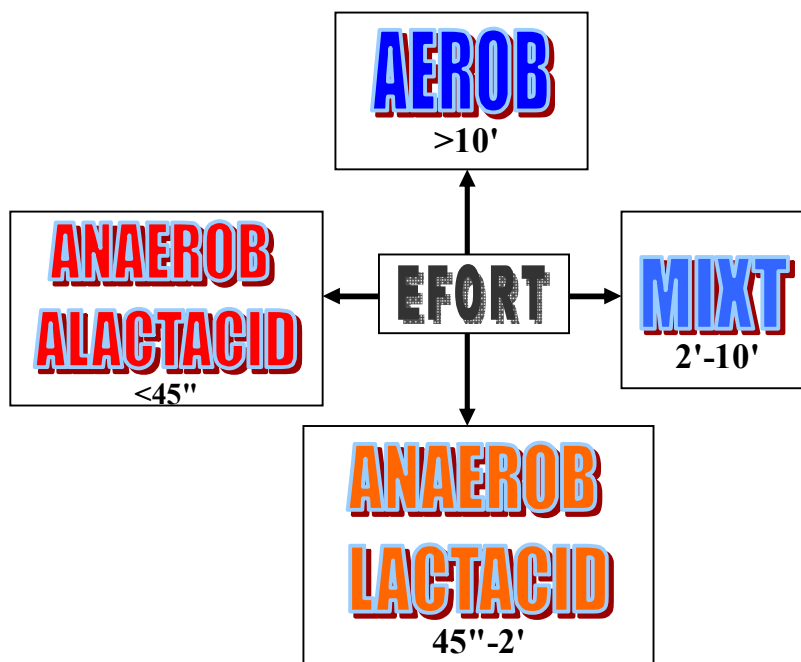 AEROB
>10'
ANAEROB
ALACTACID
<45"
EFORT
MIXT
2'-10'
ANAEROB
LACTACID
45"-2'